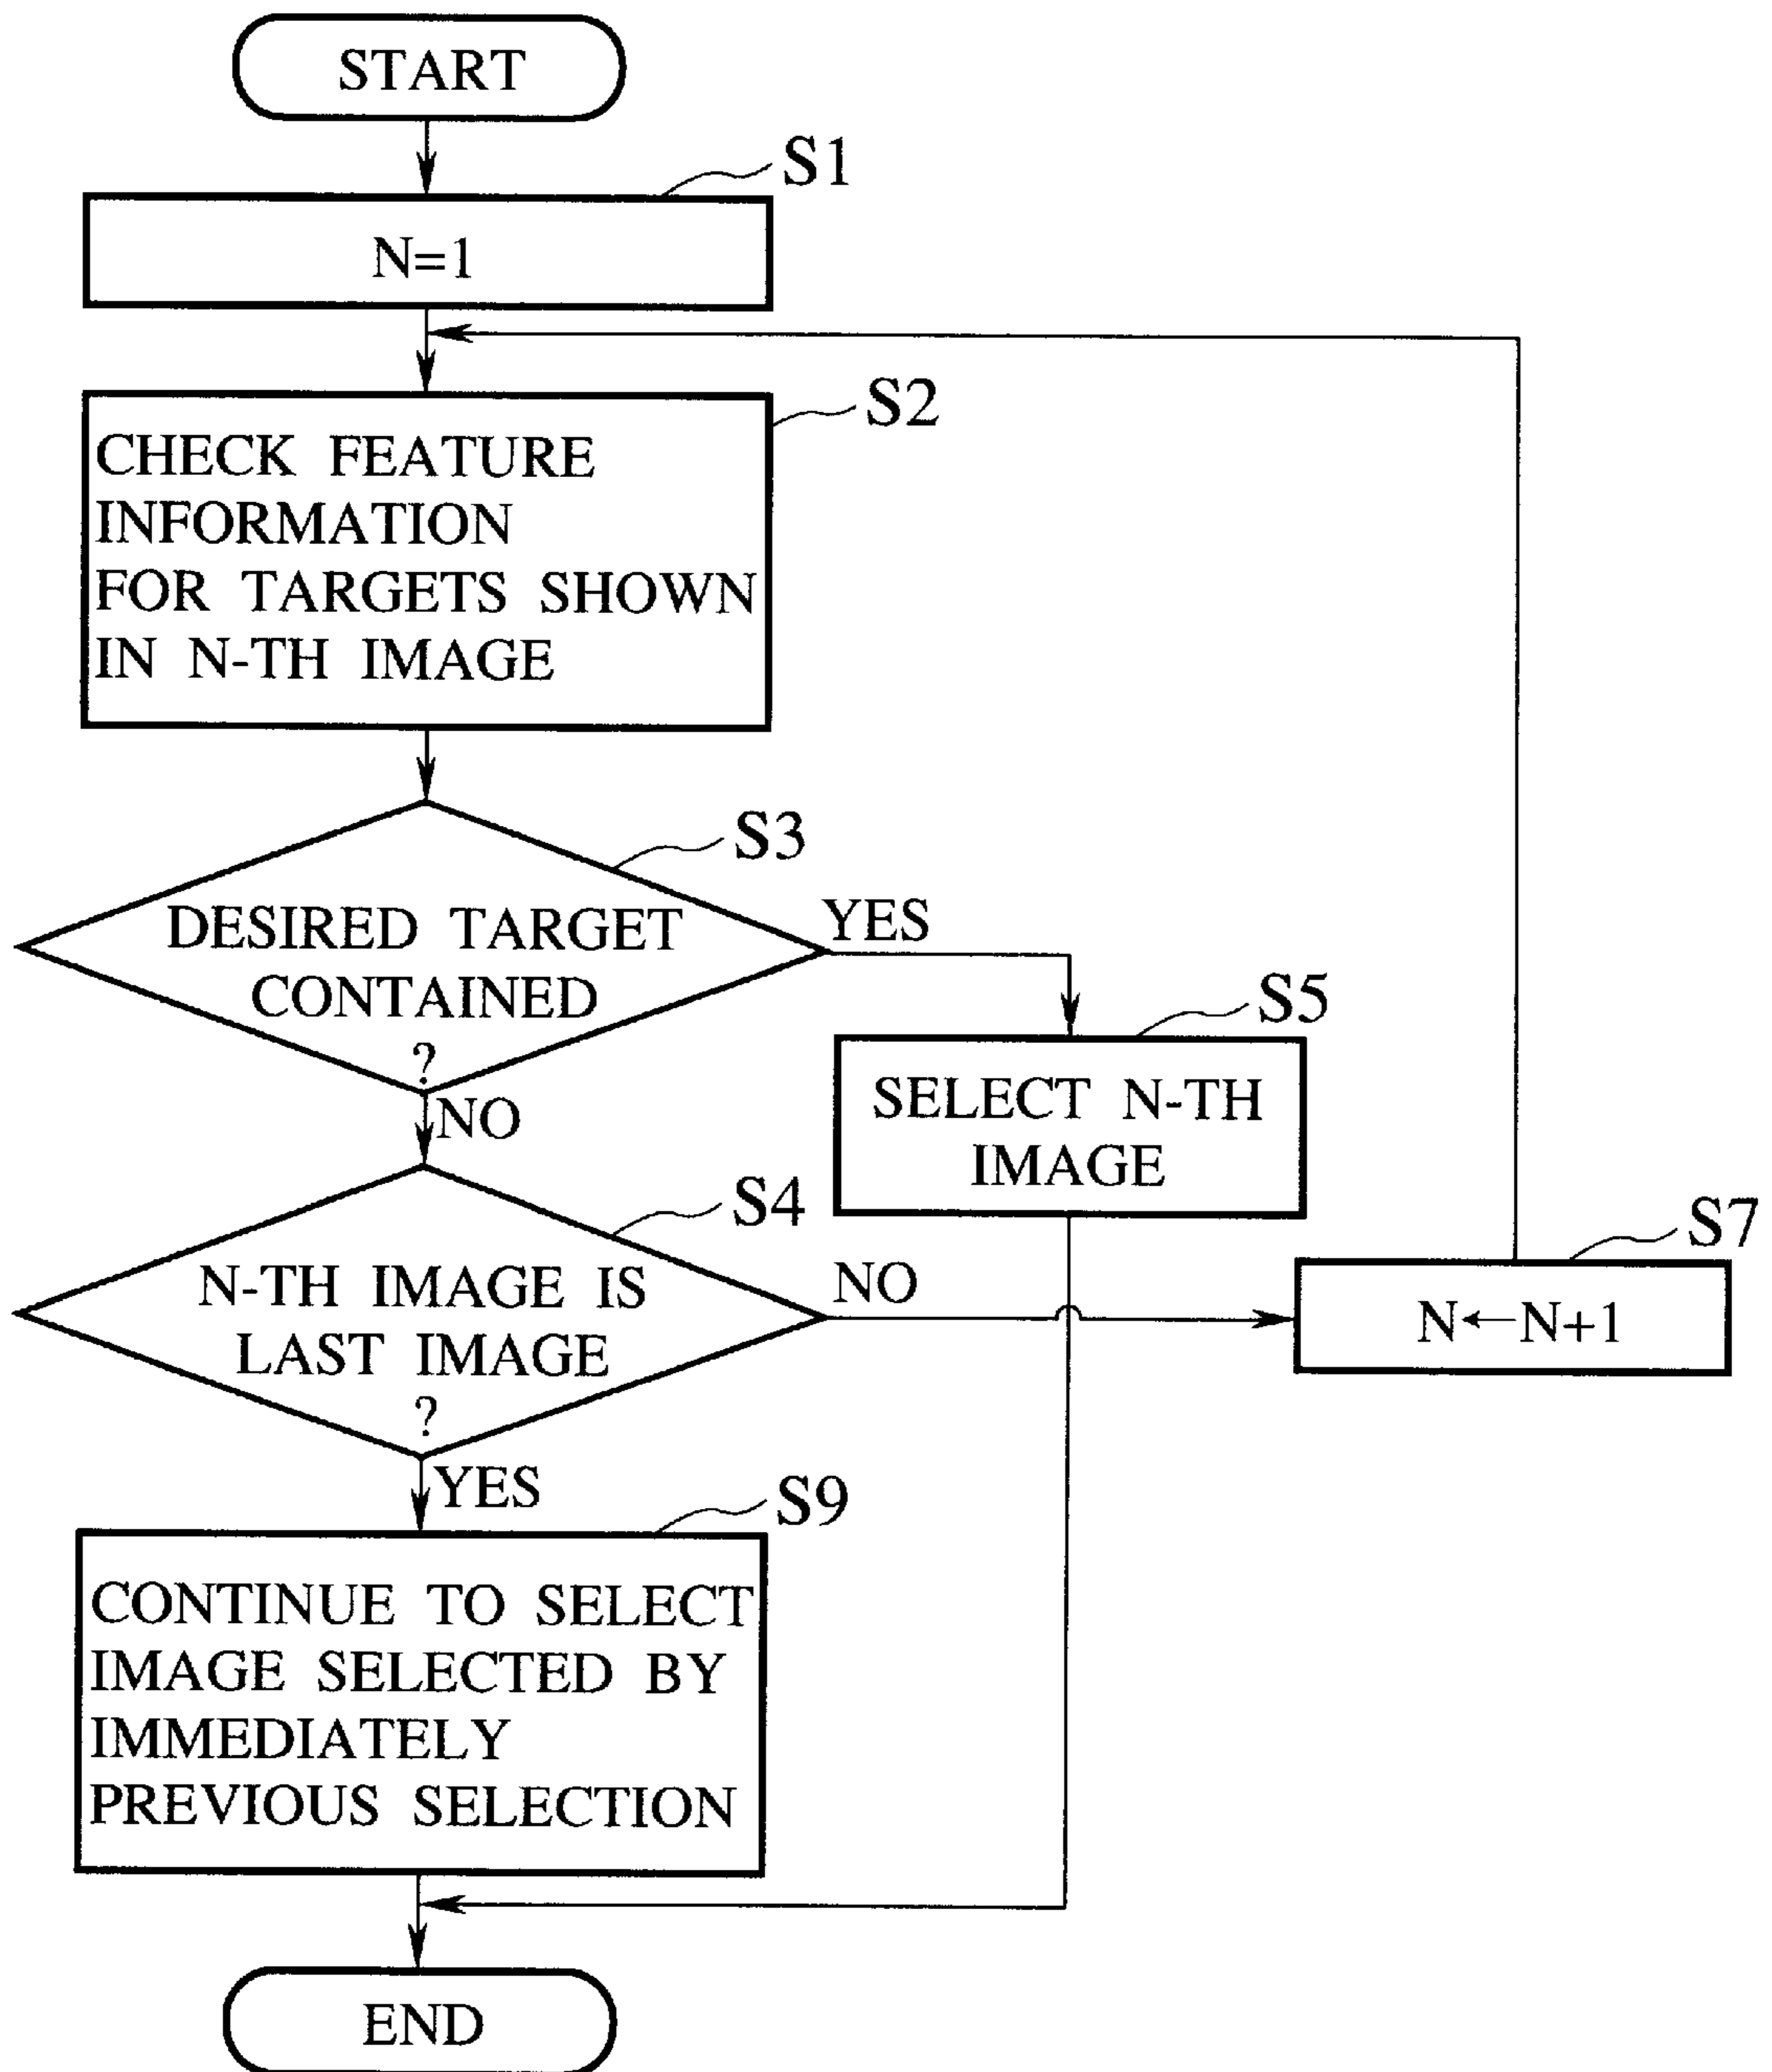 START
S1
N=1
S2
CHECK FEATURE
INFORMATION
FOR TARGETS SHOWN
IN N-TH IMAGE
S3
DESIRED TARGET
CONTAINED
?
YES
NO
S5
SELECT N-TH
IMAGE
S4
N-TH IMAGE IS
LAST IMAGE
?
NO
YES
S7
N←N+1
S9
CONTINUE TO SELECT
IMAGE SELECTED BY
IMMEDIATELY
PREVIOUS SELECTION
END